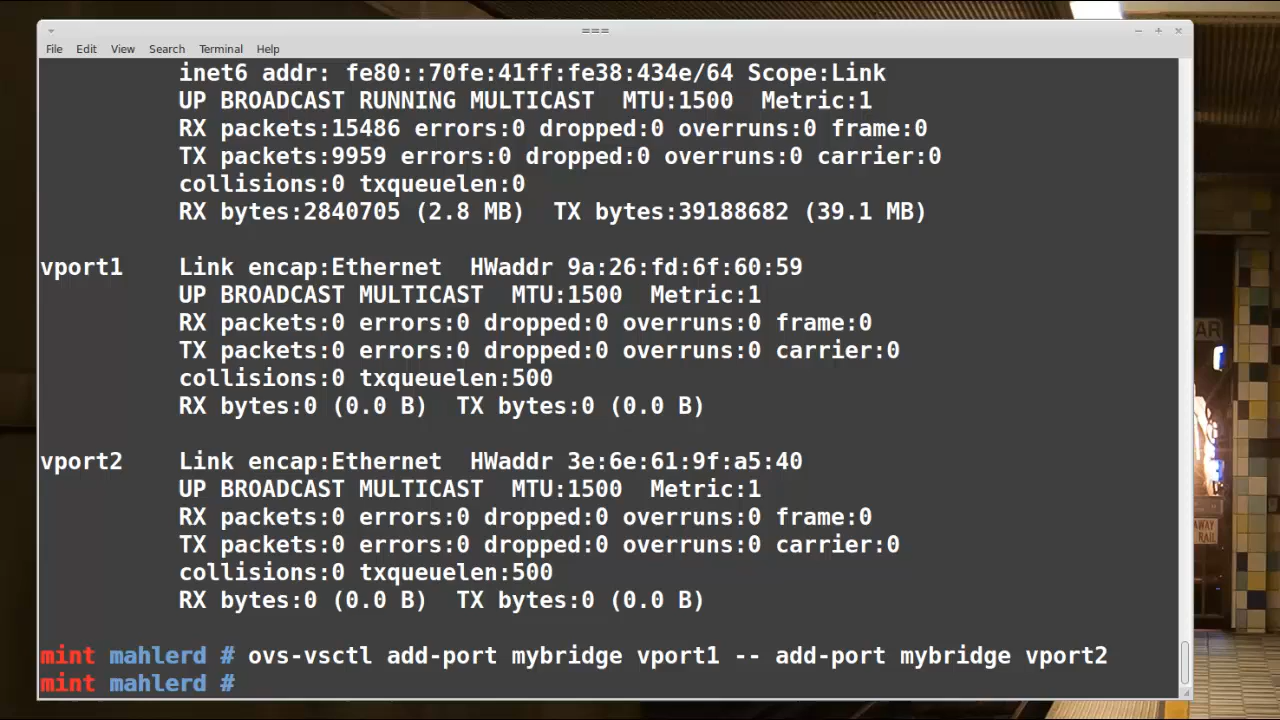 ===
File Edit View Search Terminal Help
inet6 addr: fe80::70fe:41ff:fe38:434e/64 Scope:Link
UP BROADCAST RUNNING MULTICAST  MTU:1500  Metric:1
RX packets:15486 errors:0 dropped:0 overruns:0 frame:0
TX packets:9959 errors:0 dropped:0 overruns:0 carrier:0
collisions:0 txqueuelen:0
RX bytes:2840705 (2.8 MB)  TX bytes:39188682 (39.1 MB)
vport1    Link encap:Ethernet  HWaddr 9a:26:fd:6f:60:59
UP BROADCAST MULTICAST  MTU:1500  Metric:1
RX packets:0 errors:0 dropped:0 overruns:0 frame:0
TX packets:0 errors:0 dropped:0 overruns:0 carrier:0
collisions:0 txqueuelen:500
RX bytes:0 (0.0 B)  TX bytes:0 (0.0 B)
vport2    Link encap:Ethernet  HWaddr 3e:6e:61:9f:a5:40
UP BROADCAST MULTICAST  MTU:1500  Metric:1
RX packets:0 errors:0 dropped:0 overruns:0 frame:0
TX packets:0 errors:0 dropped:0 overruns:0 carrier:0
collisions:0 txqueuelen:500
RX bytes:0 (0.0 B)  TX bytes:0 (0.0 B)
mint mahlerd # ovs-vsctl add-port mybridge vport1 -- add-port mybridge vport2
mint mahlerd #
AR
WAY
RAIL